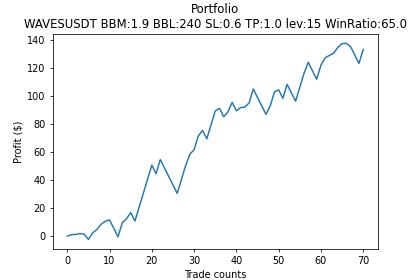 Portfolio
WAVESUSDT BBM:1.9 BBL:240 SL:0.6 TP:1.0 lev:15 WinRatio:65.0
140
120
100
80
60
40
20
0
Profit ($)
0 10 20 30 40 50 60 70
Trade counts